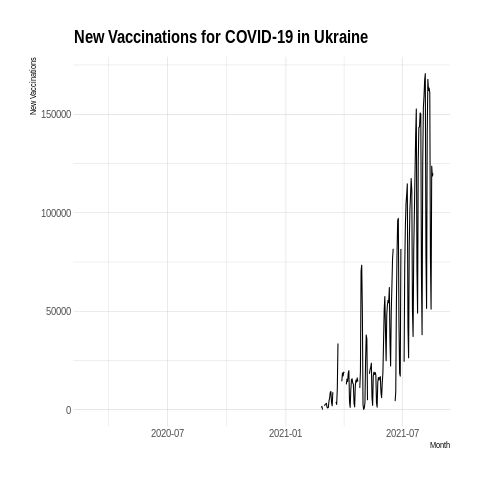 New Vaccinations for COVID-19 in Ukraine
New Vaccinations
150000
100000
50000
0
2020-07 2021-01 2021-07
Month